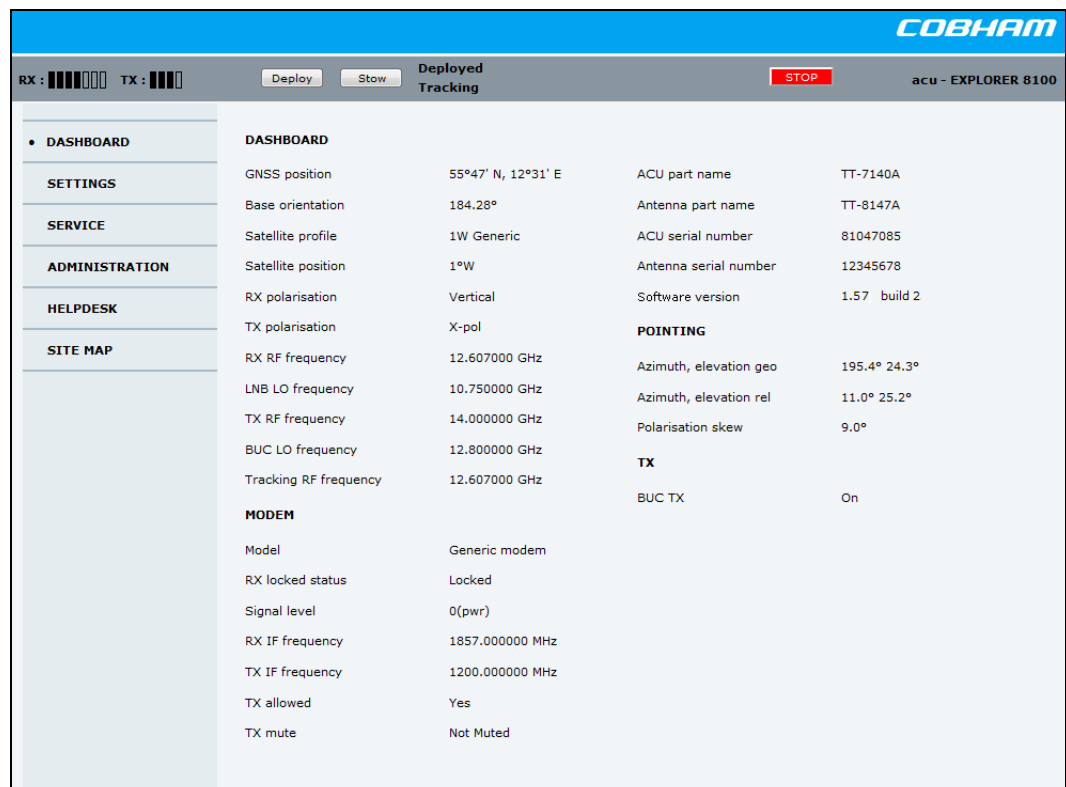 COBHAM
RX : TX : Deploy Stow Deployed Tracking STOP acu - EXPLORER 8100
• DASHBOARD
SETTINGS
SERVICE
ADMINISTRATION
HELPDESK
SITE MAP
DASHBOARD
GNSS position 55°47' N, 12°31' E
Base orientation 184.28°
Satellite profile 1W Generic
Satellite position 1°W
RX polarisation Vertical
TX polarisation X-pol
RX RF frequency 12.607000 GHz
LNB LO frequency 10.750000 GHz
TX RF frequency 14.000000 GHz
BUC LO frequency 12.800000 GHz
Tracking RF frequency 12.607000 GHz
MODEM
Model Generic modem
RX locked status Locked
Signal level 0(pwr)
RX IF frequency 1857.000000 MHz
TX IF frequency 1200.000000 MHz
TX allowed Yes
TX mute Not Muted
ACU part name TT-7140A
Antenna part name TT-8147A
ACU serial number 81047085
Antenna serial number 12345678
Software version 1.57 build 2
POINTING
Azimuth, elevation geo 195.4° 24.3°
Azimuth, elevation rel 11.0° 25.2°
Polarisation skew 9.0°
TX
BUC TX On